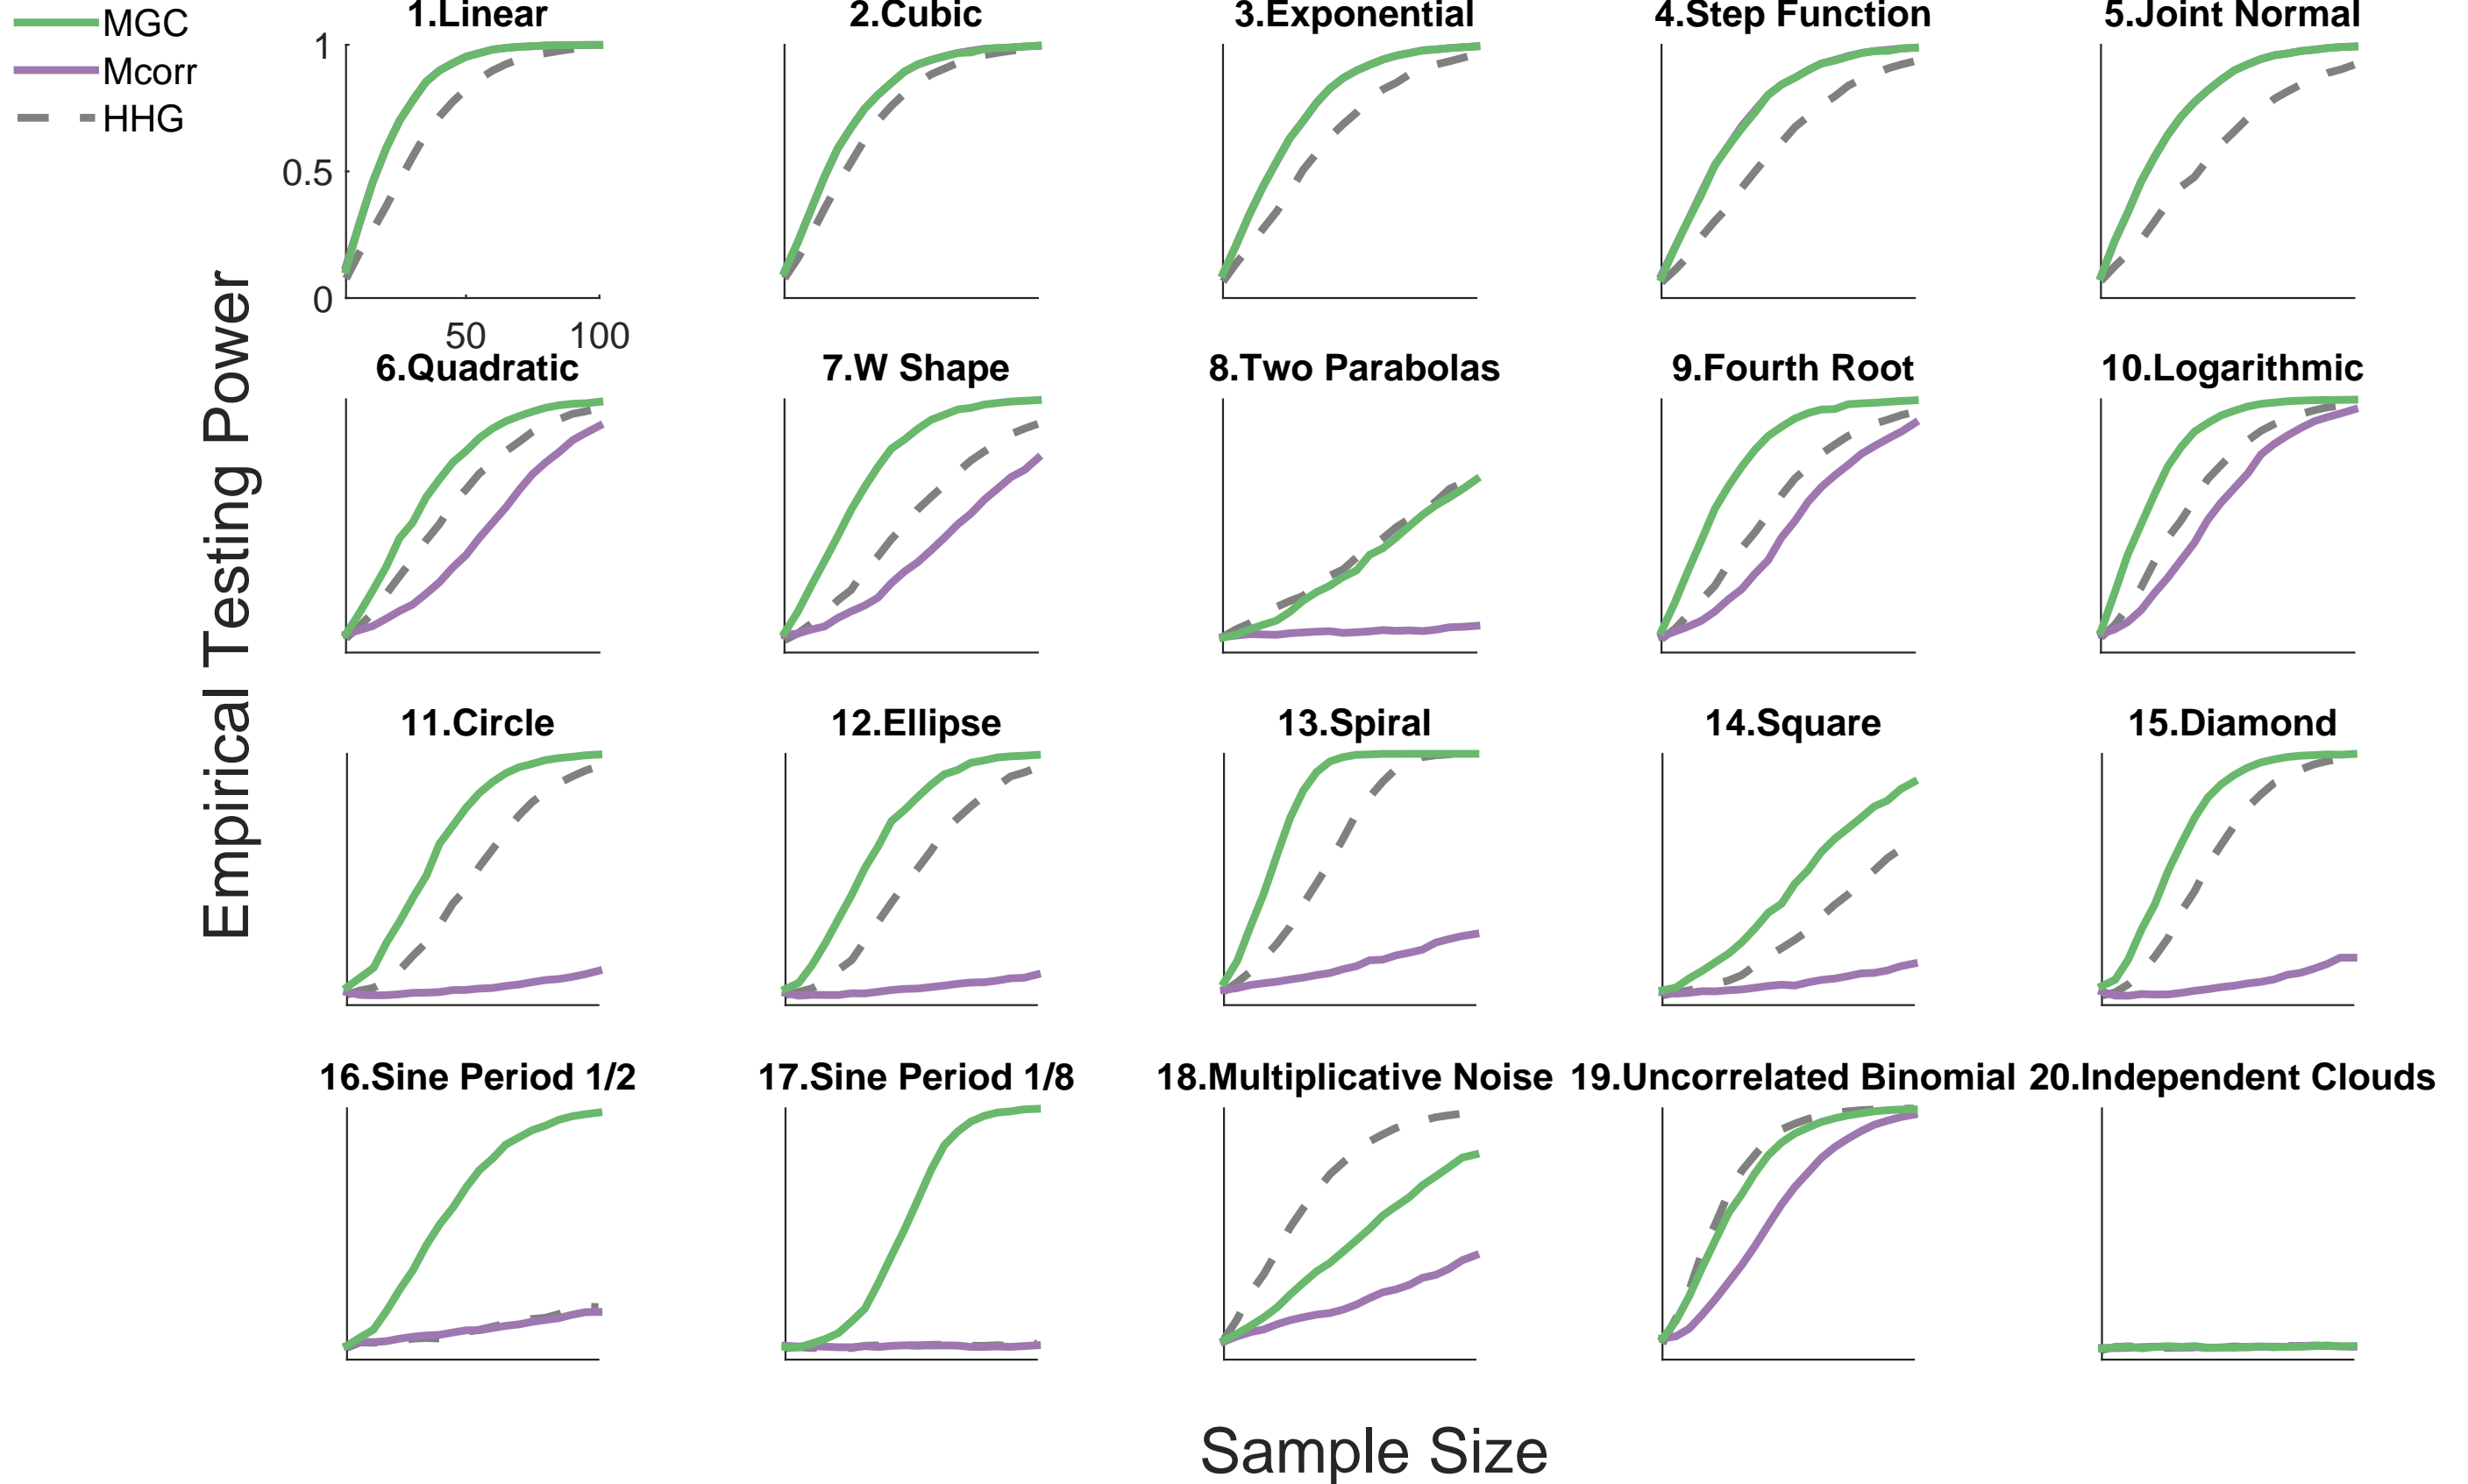 MGC
Mcorr
HHG
1.Linear
2.Cubic
3.Exponential
4.Step Function
5.Joint Normal
1
0.5
0
50
100
6.Quadratic
7.W Shape
8.Two Parabolas
9.Fourth Root
10.Logarithmic
Empirical Testing Power
11.Circle
12.Ellipse
13.Spiral
14.Square
15.Diamond
16.Sine Period 1/2
17.Sine Period 1/8
18.Multiplicative Noise
19.Uncorrelated Binomial
20.Independent Clouds
Sample Size